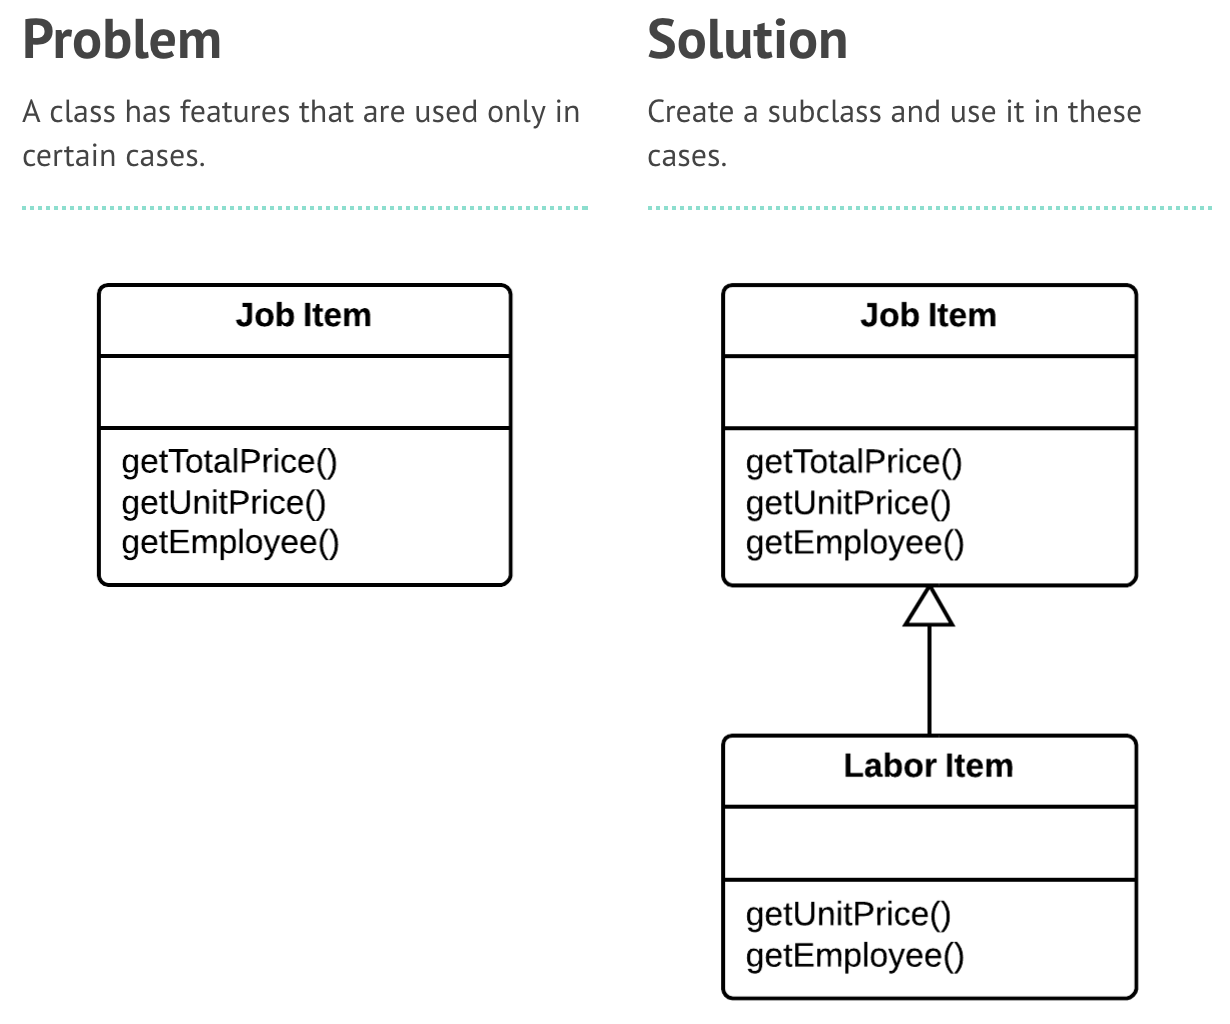 Problem
A class has features that are used only in
certain cases.
Job Item
getTotalPrice()
getUnitPrice()
getEmployee()
Solution
Create a subclass and use it in these
cases.
Job Item
getTotalPrice()
getUnitPrice()
getEmployee()
Labor Item
getUnitPrice()
getEmployee()